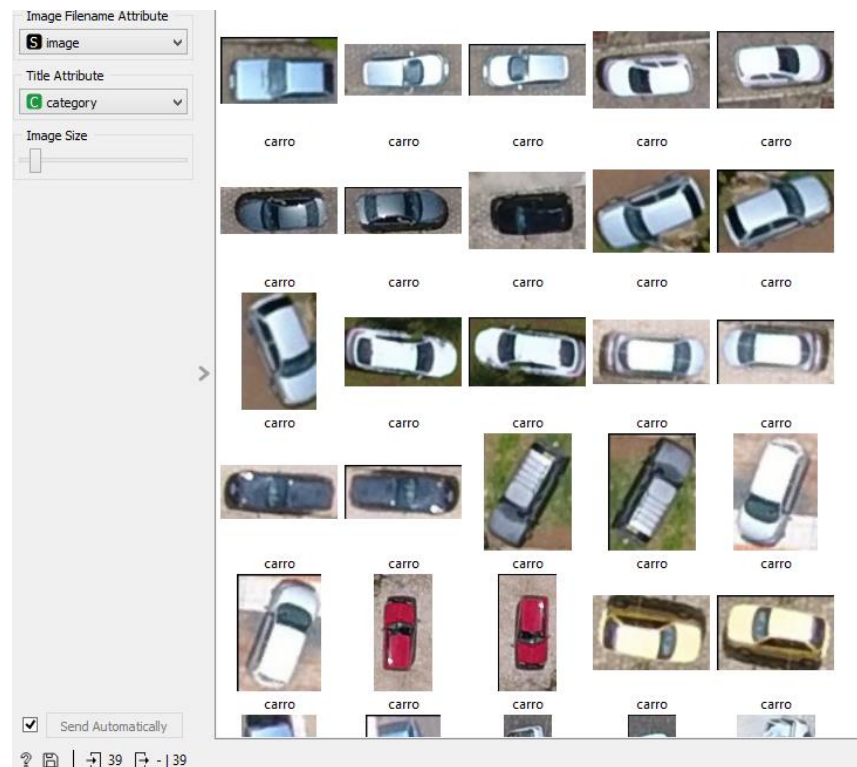 Image Filename Attribute
S image
Title Attribute
C category
Image Size
carro carro carro carro carro
carro carro carro carro carro
carro carro carro carro carro
carro carro carro carro carro
carro carro carro carro carro
Send Automatically
? 39 - | 39